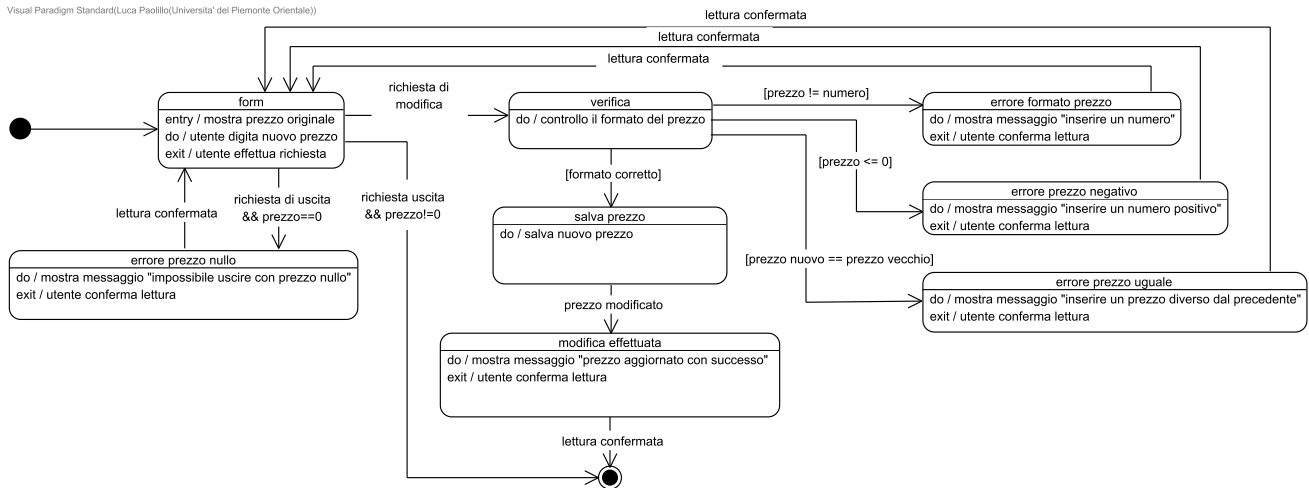 Visual Paradigm Standard(Luca Paolillo(Universita' del Piemonte Orientale))
lettura confermata
lettura confermata
lettura confermata
form
entry / mostra prezzo originale
do / utente digita nuovo prezzo
exit / utente effettua richiesta
richiesta di
modifica
verifica
do / controllo il formato del prezzo
[prezzo != numero]
errore formato prezzo
do / mostra messaggio "inserire un numero"
exit / utente conferma lettura
[prezzo <= 0]
errore prezzo negativo
do / mostra messaggio "inserire un numero positivo"
exit / utente conferma lettura
[formato corretto]
lettura confermata
richiesta di uscita
&& prezzo==0
richiesta uscita
&& prezzo!=0
salva prezzo
do / salva nuovo prezzo
[prezzo nuovo == prezzo vecchio]
errore prezzo uguale
do / mostra messaggio "inserire un prezzo diverso dal precedente"
exit / utente conferma lettura
errore prezzo nullo
do / mostra messaggio "impossibile uscire con prezzo nullo"
exit / utente conferma lettura
prezzo modificato
modifica effettuata
do / mostra messaggio "prezzo aggiornato con successo"
exit / utente conferma lettura
lettura confermata